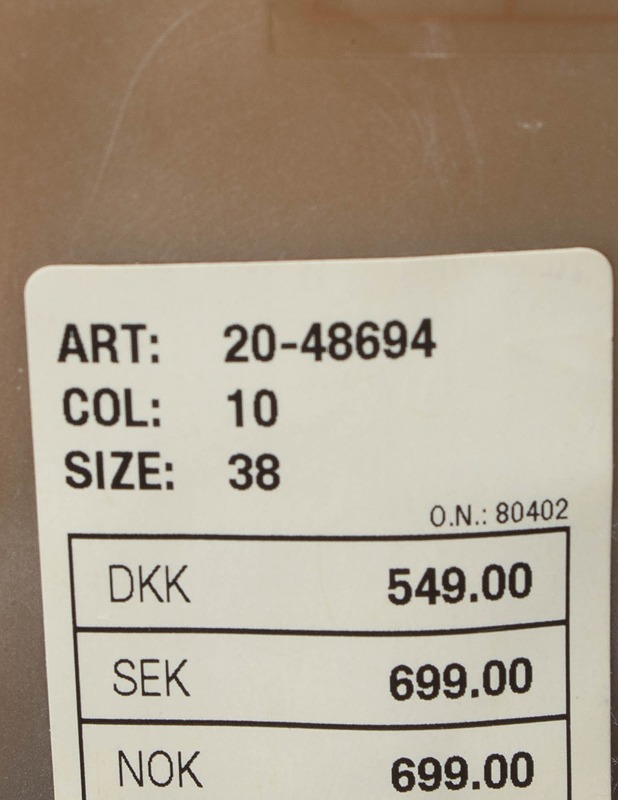 ART: 20-48694
COL: 10
SIZE: 38
O.N.: 80402
DKK 549.00
SEK 699.00
NOK 699.00